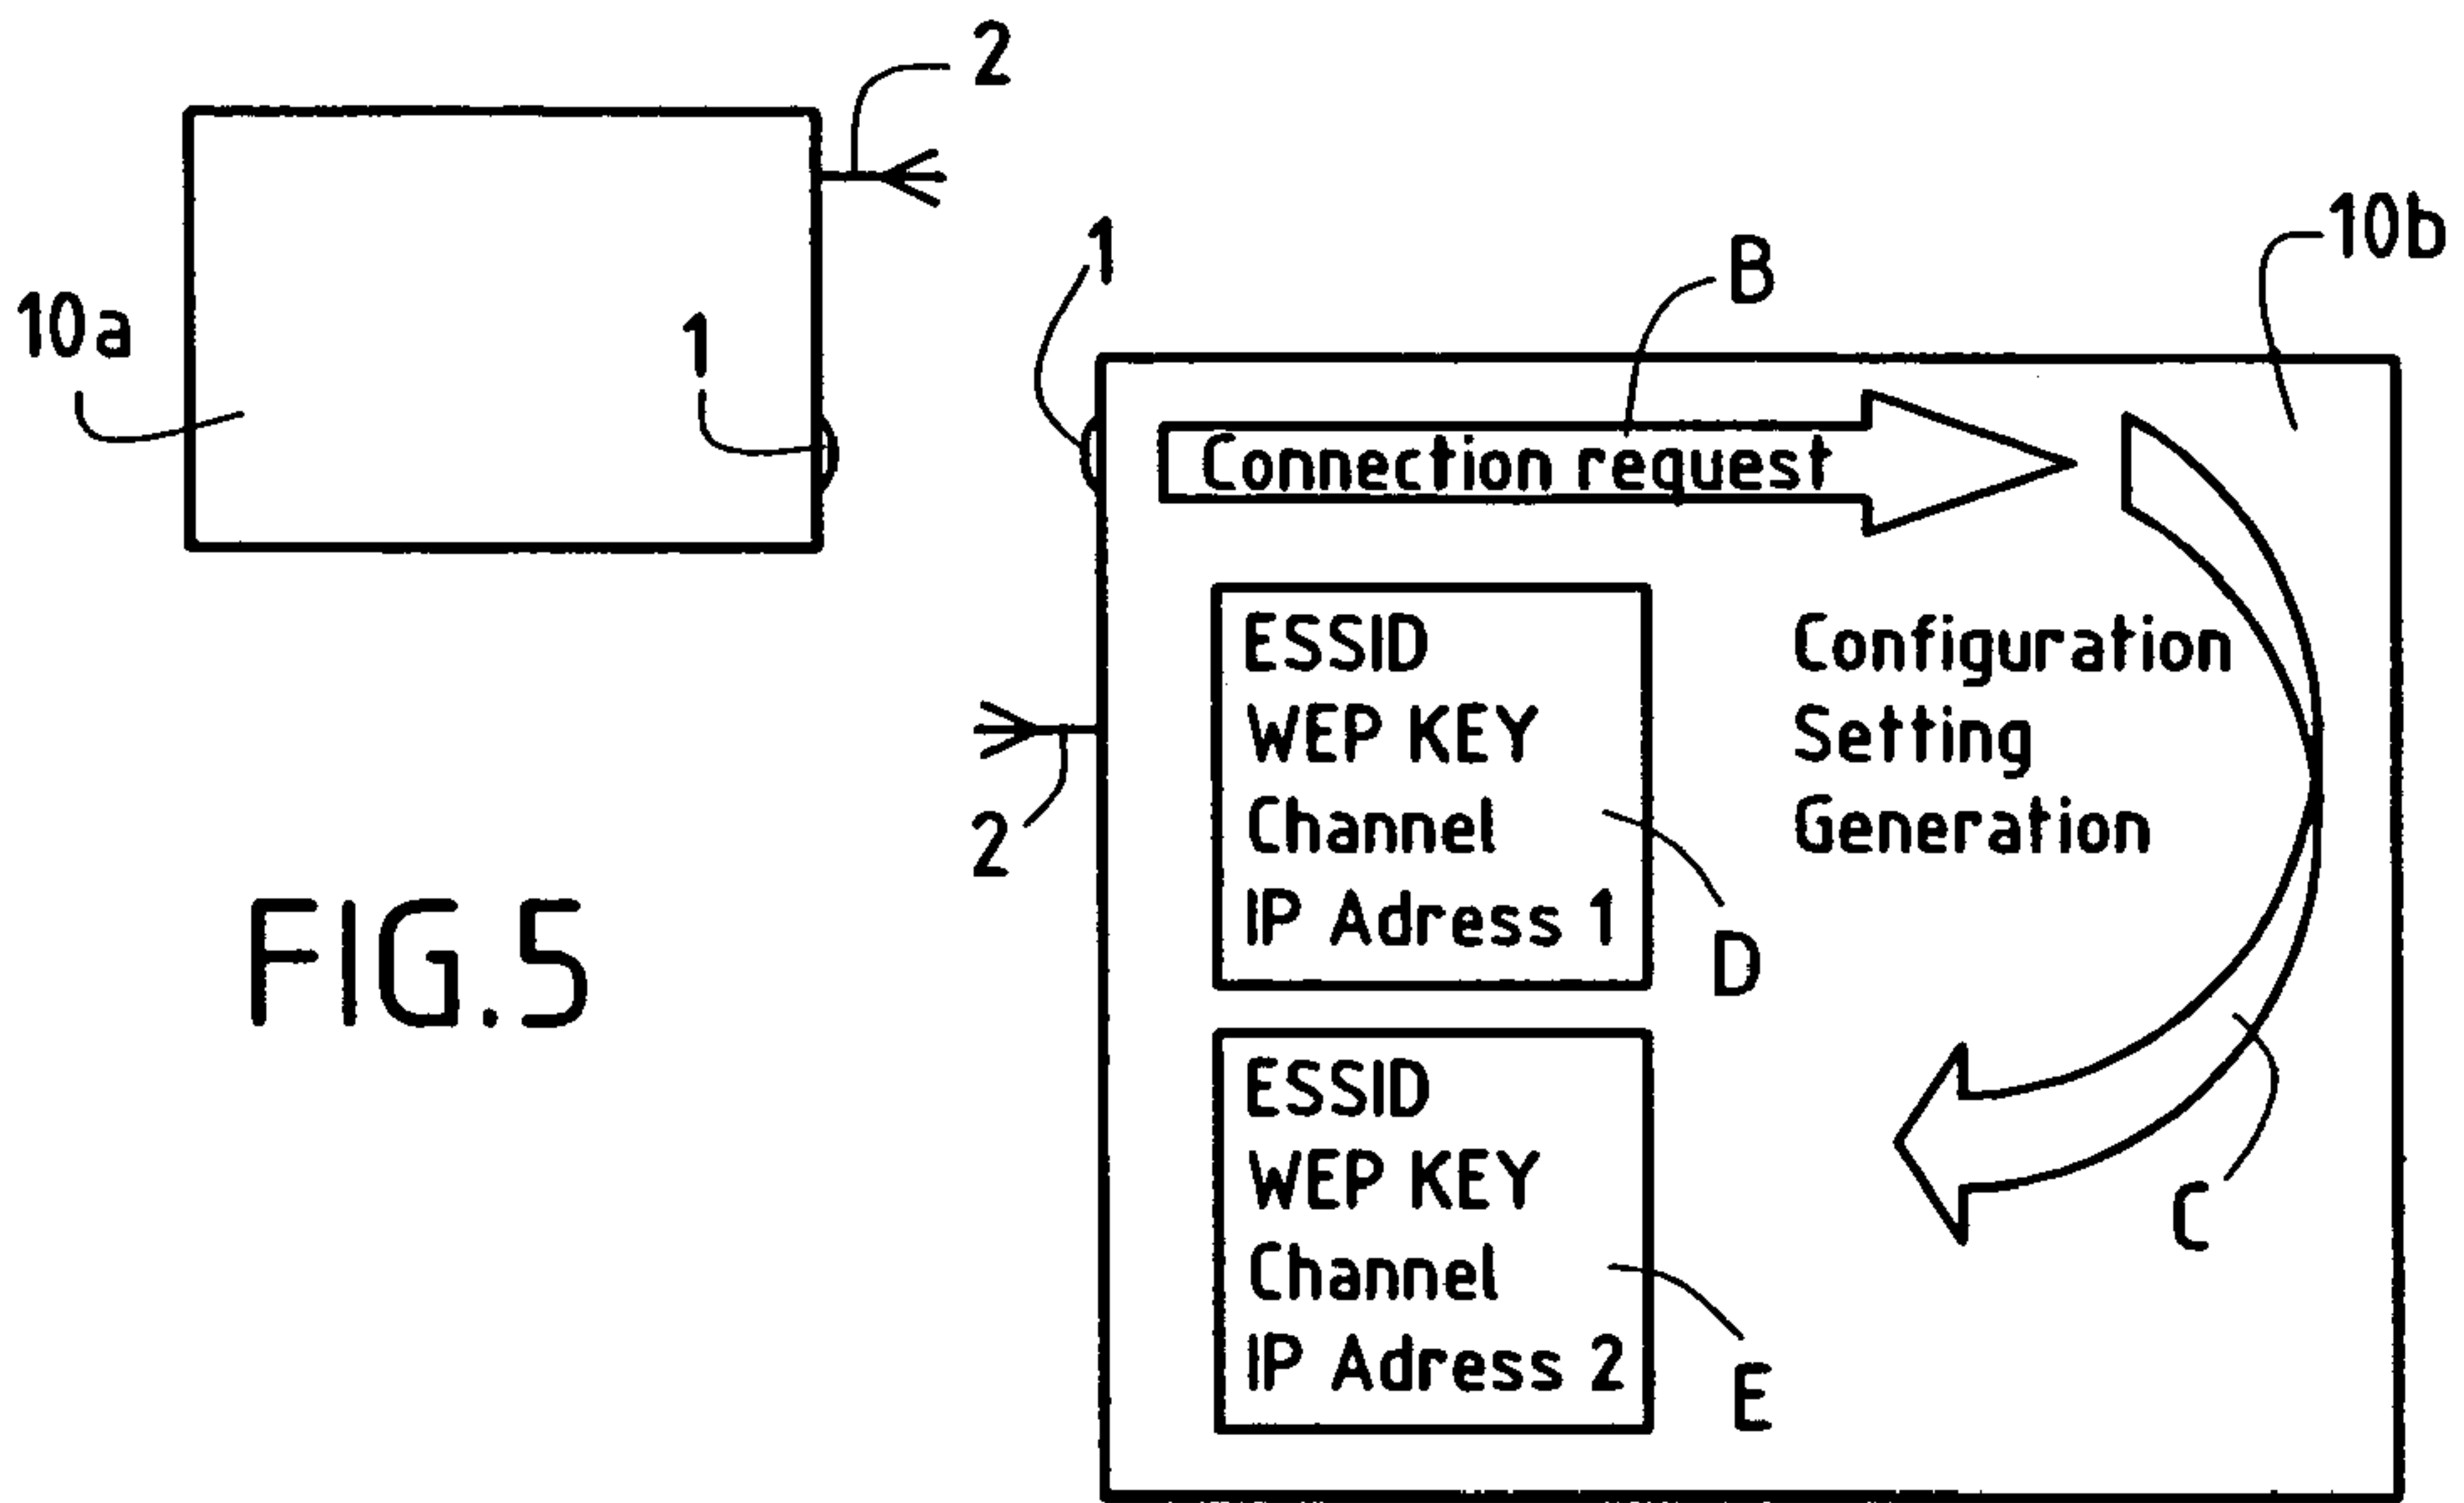 2
10a
1
1
B
10b
Connection request
ESSID
WEP KEY
Channel
IP Adress 1
Configuration
Setting
Generation
2
D
FIG.5
ESSID
WEP KEY
Channel
IP Adress 2
C
E